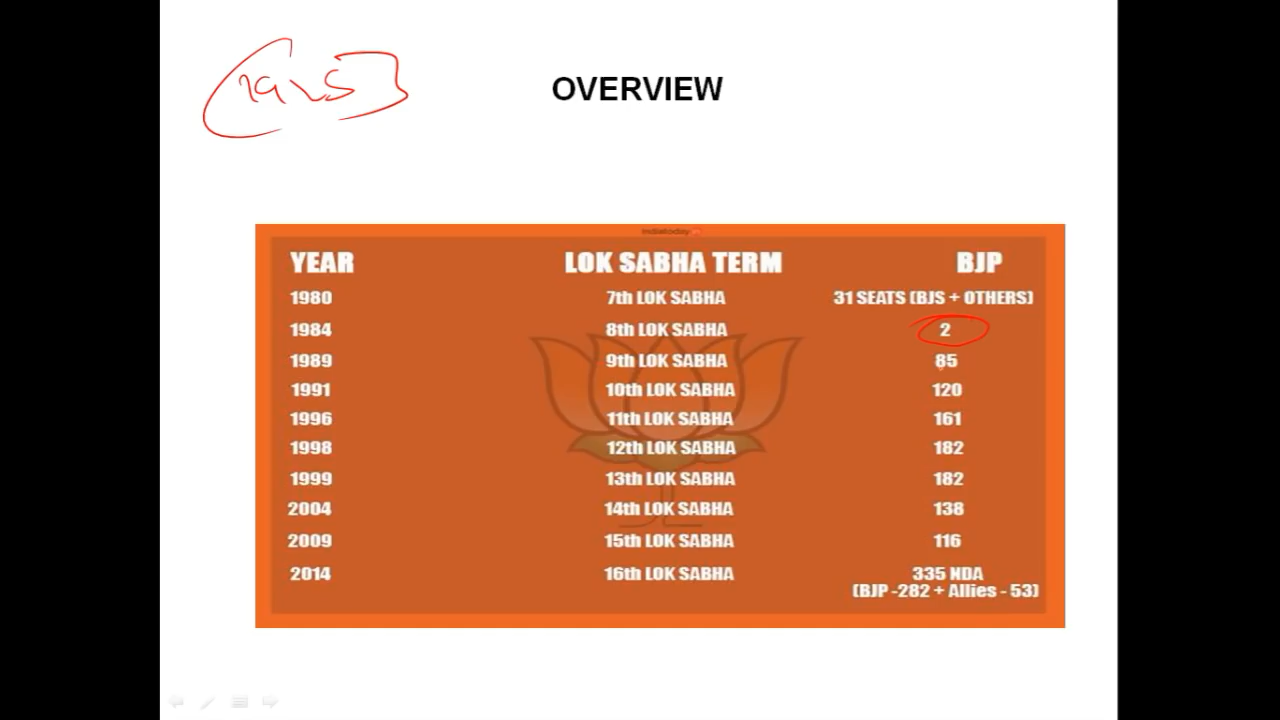 OVERVIEW
indiatoday
YEAR LOK SABHA TERM BJP
1980 7th LOK SABHA 31 SEATS (BJS + OTHERS)
1984 8th LOK SABHA 2
1989 9th LOK SABHA 85
1991 10th LOK SABHA 120
1996 11th LOK SABHA 161
1998 12th LOK SABHA 182
1999 13th LOK SABHA 182
2004 14th LOK SABHA 138
2009 15th LOK SABHA 116
2014 16th LOK SABHA 335 NDA
(BJP -282 + Allies - 53)